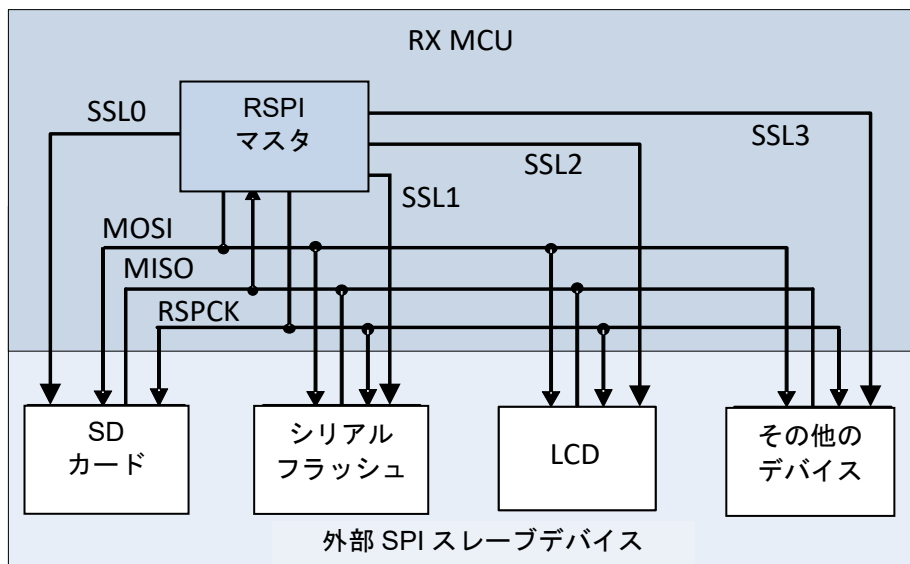 RX MCU
RSPI
マスタ
SSL0
SSL1
SSL2
SSL3
MOSI
MISO
RSPCK
SD
カード
シリアル
フラッシュ
LCD
その他の
デバイス
外部 SPI スレーブデバイス